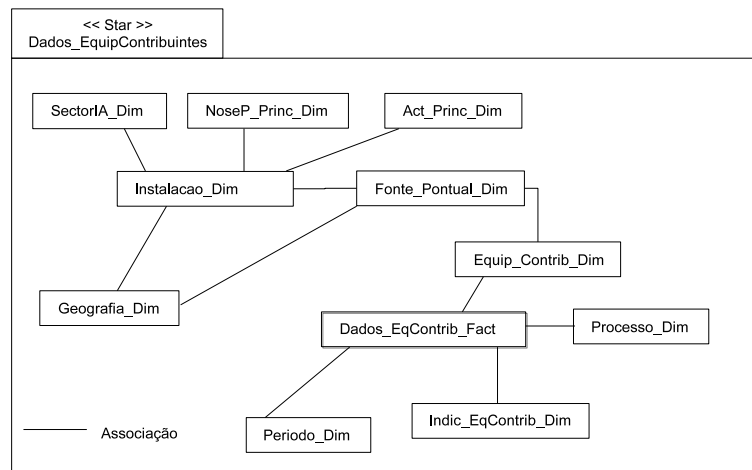 << Star >>
Dados_EquipContribuintes
SectorIA_Dim
NoseP_Princ_Dim
Act_Princ_Dim
Instalacao_Dim
Fonte_Pontual_Dim
Equip_Contrib_Dim
Geografia_Dim
Dados_EqContrib_Fact
Processo_Dim
Periodo_Dim
Indic_EqContrib_Dim
Associação